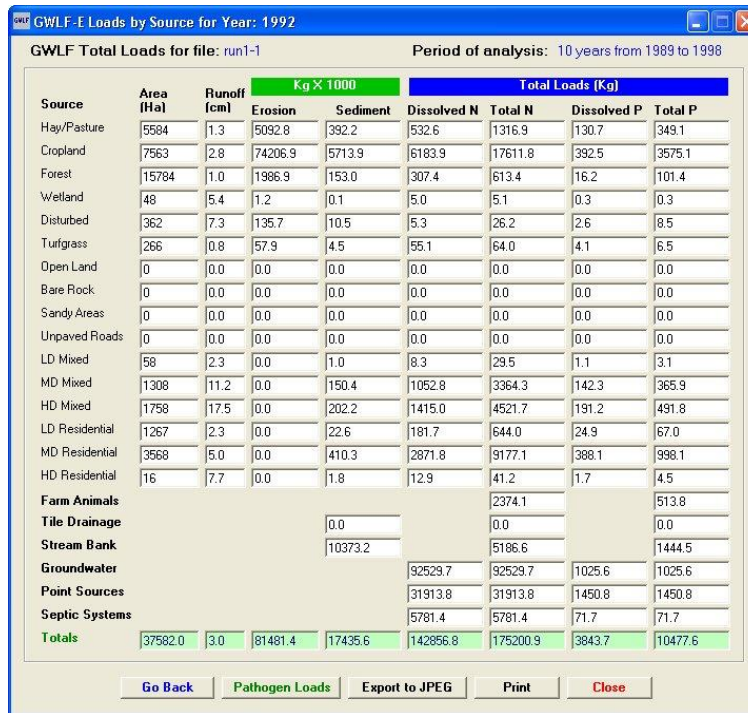 GWLF GWLF-E Loads by Source for Year: 1992
GWLF Total Loads for file: run1-1 Period of analysis: 10 years from 1989 to 1998
Kg X 1000 Total Loads (Kg)
Source Area (Ha) Runoff (cm) Erosion Sediment Dissolved N Total N Dissolved P Total P
Hay/Pasture 5584 1.3 5092.8 392.2 532.6 1316.9 130.7 349.1
Cropland 7563 2.8 74206.9 5713.9 6183.9 17611.8 392.5 3575.1
Forest 15784 1.0 1986.9 153.0 307.4 613.4 16.2 101.4
Wetland 48 5.4 1.2 0.1 5.0 5.1 0.3 0.3
Disturbed 362 7.3 135.7 10.5 5.3 26.2 2.6 8.5
Turfgrass 266 0.8 57.9 4.5 55.1 64.0 4.1 6.5
Open Land 0 0.0 0.0 0.0 0.0 0.0 0.0 0.0
Bare Rock 0 0.0 0.0 0.0 0.0 0.0 0.0 0.0
Sandy Areas 0 0.0 0.0 0.0 0.0 0.0 0.0 0.0
Unpaved Roads 0 0.0 0.0 0.0 0.0 0.0 0.0 0.0
LD Mixed 58 2.3 0.0 1.0 8.3 29.5 1.1 3.1
MD Mixed 1308 11.2 0.0 150.4 1052.8 3364.3 142.3 365.9
HD Mixed 1758 17.5 0.0 202.2 1415.0 4521.7 191.2 491.8
LD Residential 1267 2.3 0.0 22.6 181.7 644.0 24.9 67.0
MD Residential 3568 5.0 0.0 410.3 2871.8 9177.1 388.1 998.1
HD Residential 16 7.7 0.0 1.8 12.9 41.2 1.7 4.5
Farm Animals 2374.1 513.8
Tile Drainage 0.0 0.0 0.0
Stream Bank 10373.2 5186.6 1444.5
Groundwater 92529.7 92529.7 1025.6 1025.6
Point Sources 31913.8 31913.8 1450.8 1450.8
Septic Systems 5781.4 5781.4 71.7 71.7
Totals 37582.0 3.0 81481.4 17435.6 142856.8 175200.9 3843.7 10477.6
Go Back Pathogen Loads Export to JPEG Print Close